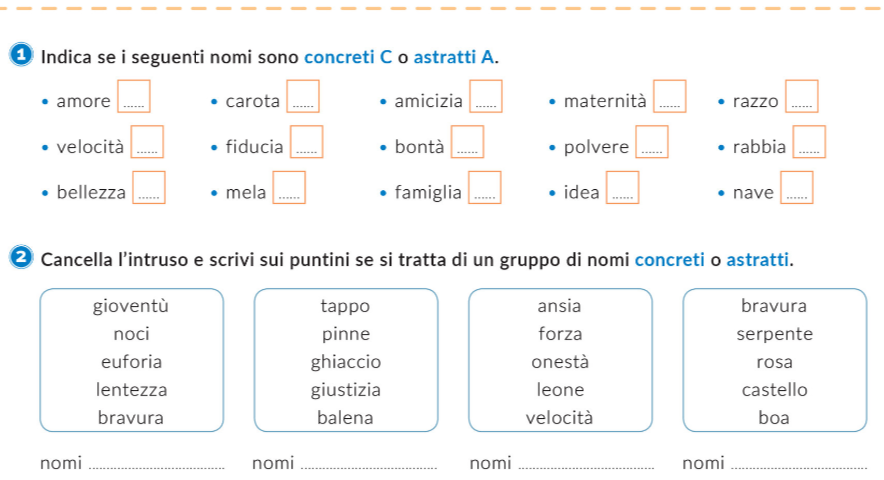 1 Indica se i seguenti nomi sono concreti C o astratti A.
• amore ...... • carota ...... • amicizia ...... • maternità ...... • razzo ......
• velocità ...... • fiducia ...... • bontà ...... • polvere ...... • rabbia ......
• bellezza ...... • mela ...... • famiglia ...... • idea ...... • nave ......
2 Cancella l'intruso e scrivi sui puntini se si tratta di un gruppo di nomi concreti o astratti.
gioventù
noci
euforia
lentezza
bravura
nomi ......................................
tappo
pinne
ghiaccio
giustizia
balena
nomi ......................................
ansia
forza
onestà
leone
velocità
nomi ......................................
bravura
serpente
rosa
castello
boa
nomi ......................................